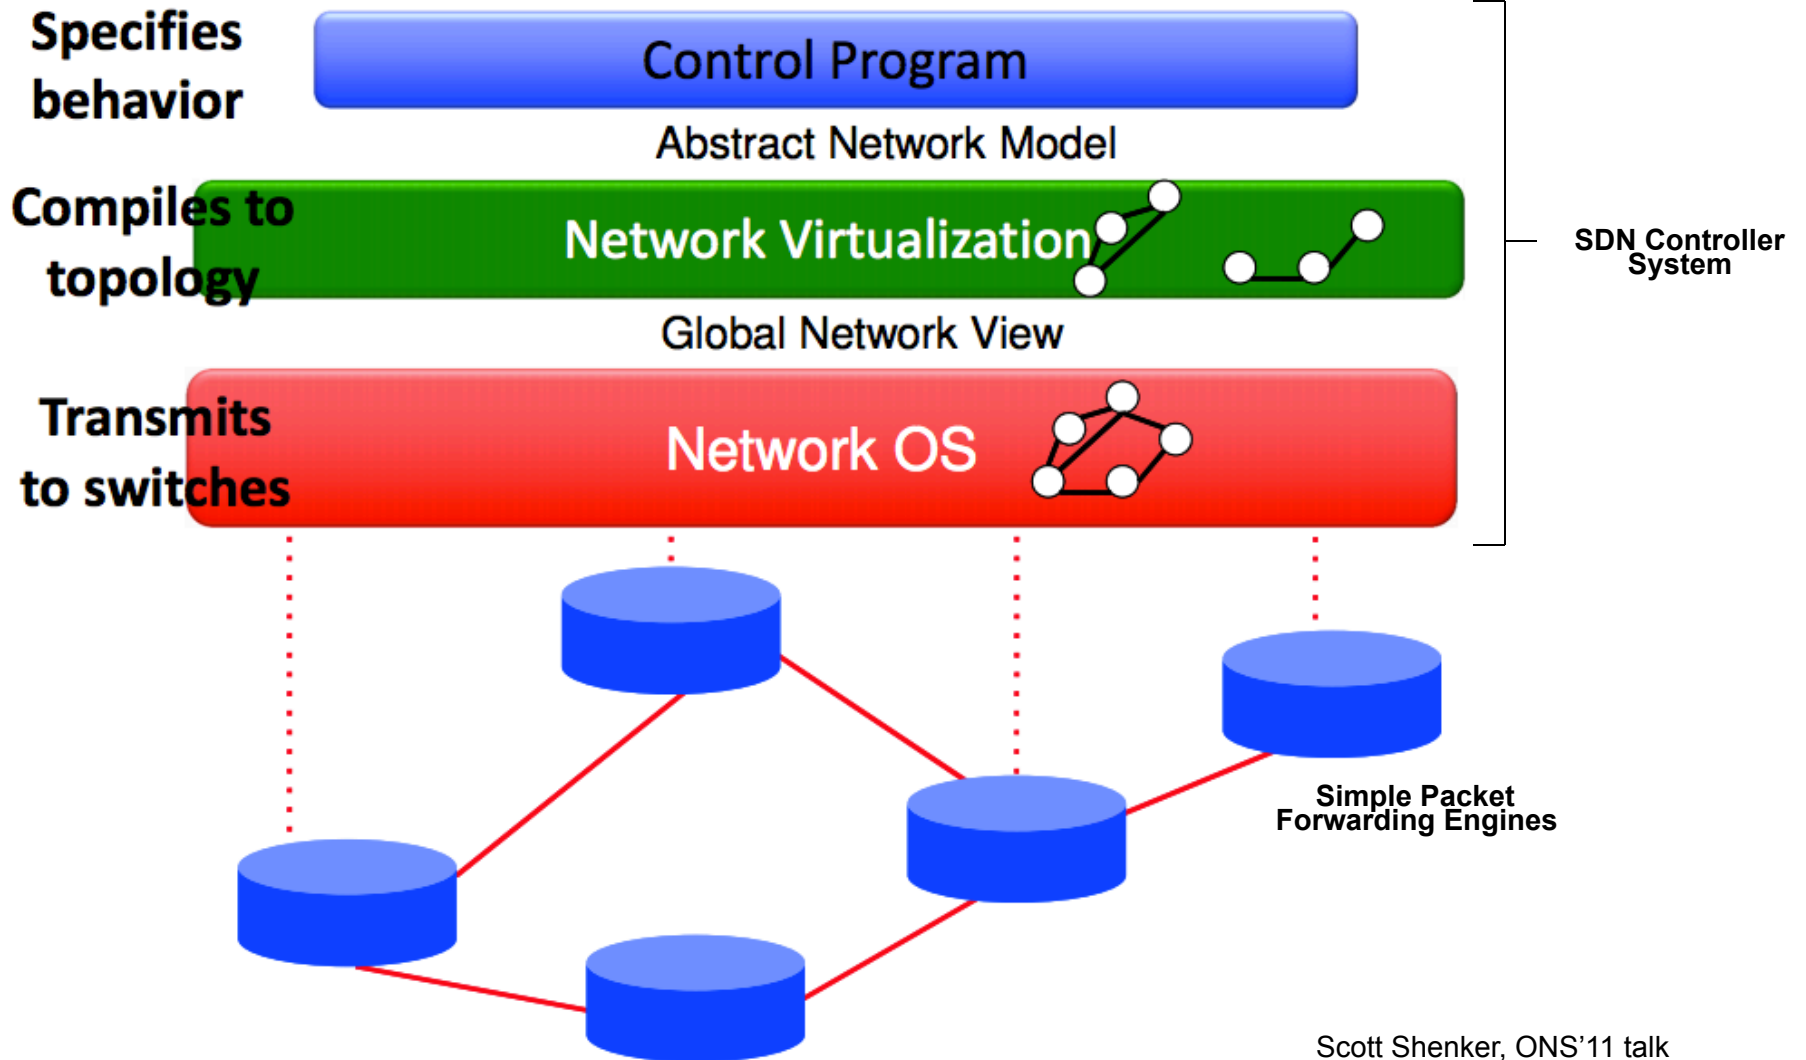 Specifies
behavior
Control Program
Abstract Network Model
Compiles to
topology
Network Virtualization
SDN Controller
System
Global Network View
Transmits
to switches
Network OS
Simple Packet
Forwarding Engines
Scott Shenker, ONS’11 talk